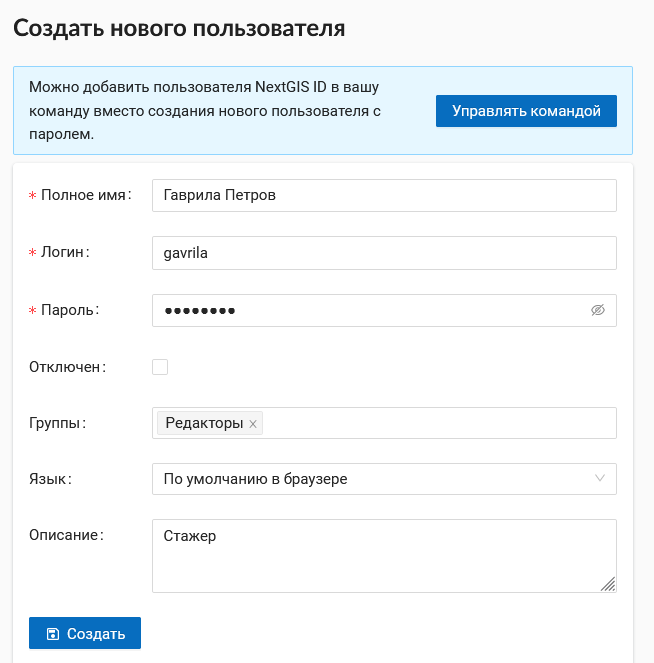 Создать нового пользователя
Можно добавить пользователя NextGIS ID в вашу
команду вместо создания нового пользователя с
паролем.
Управлять командой
* Полное имя: Гаврила Петров
* Логин: gavrila
* Пароль: ••••••••
Отключен:
Группы: Редакторы x
Язык: По умолчанию в браузере
Описание: Стажер
Создать